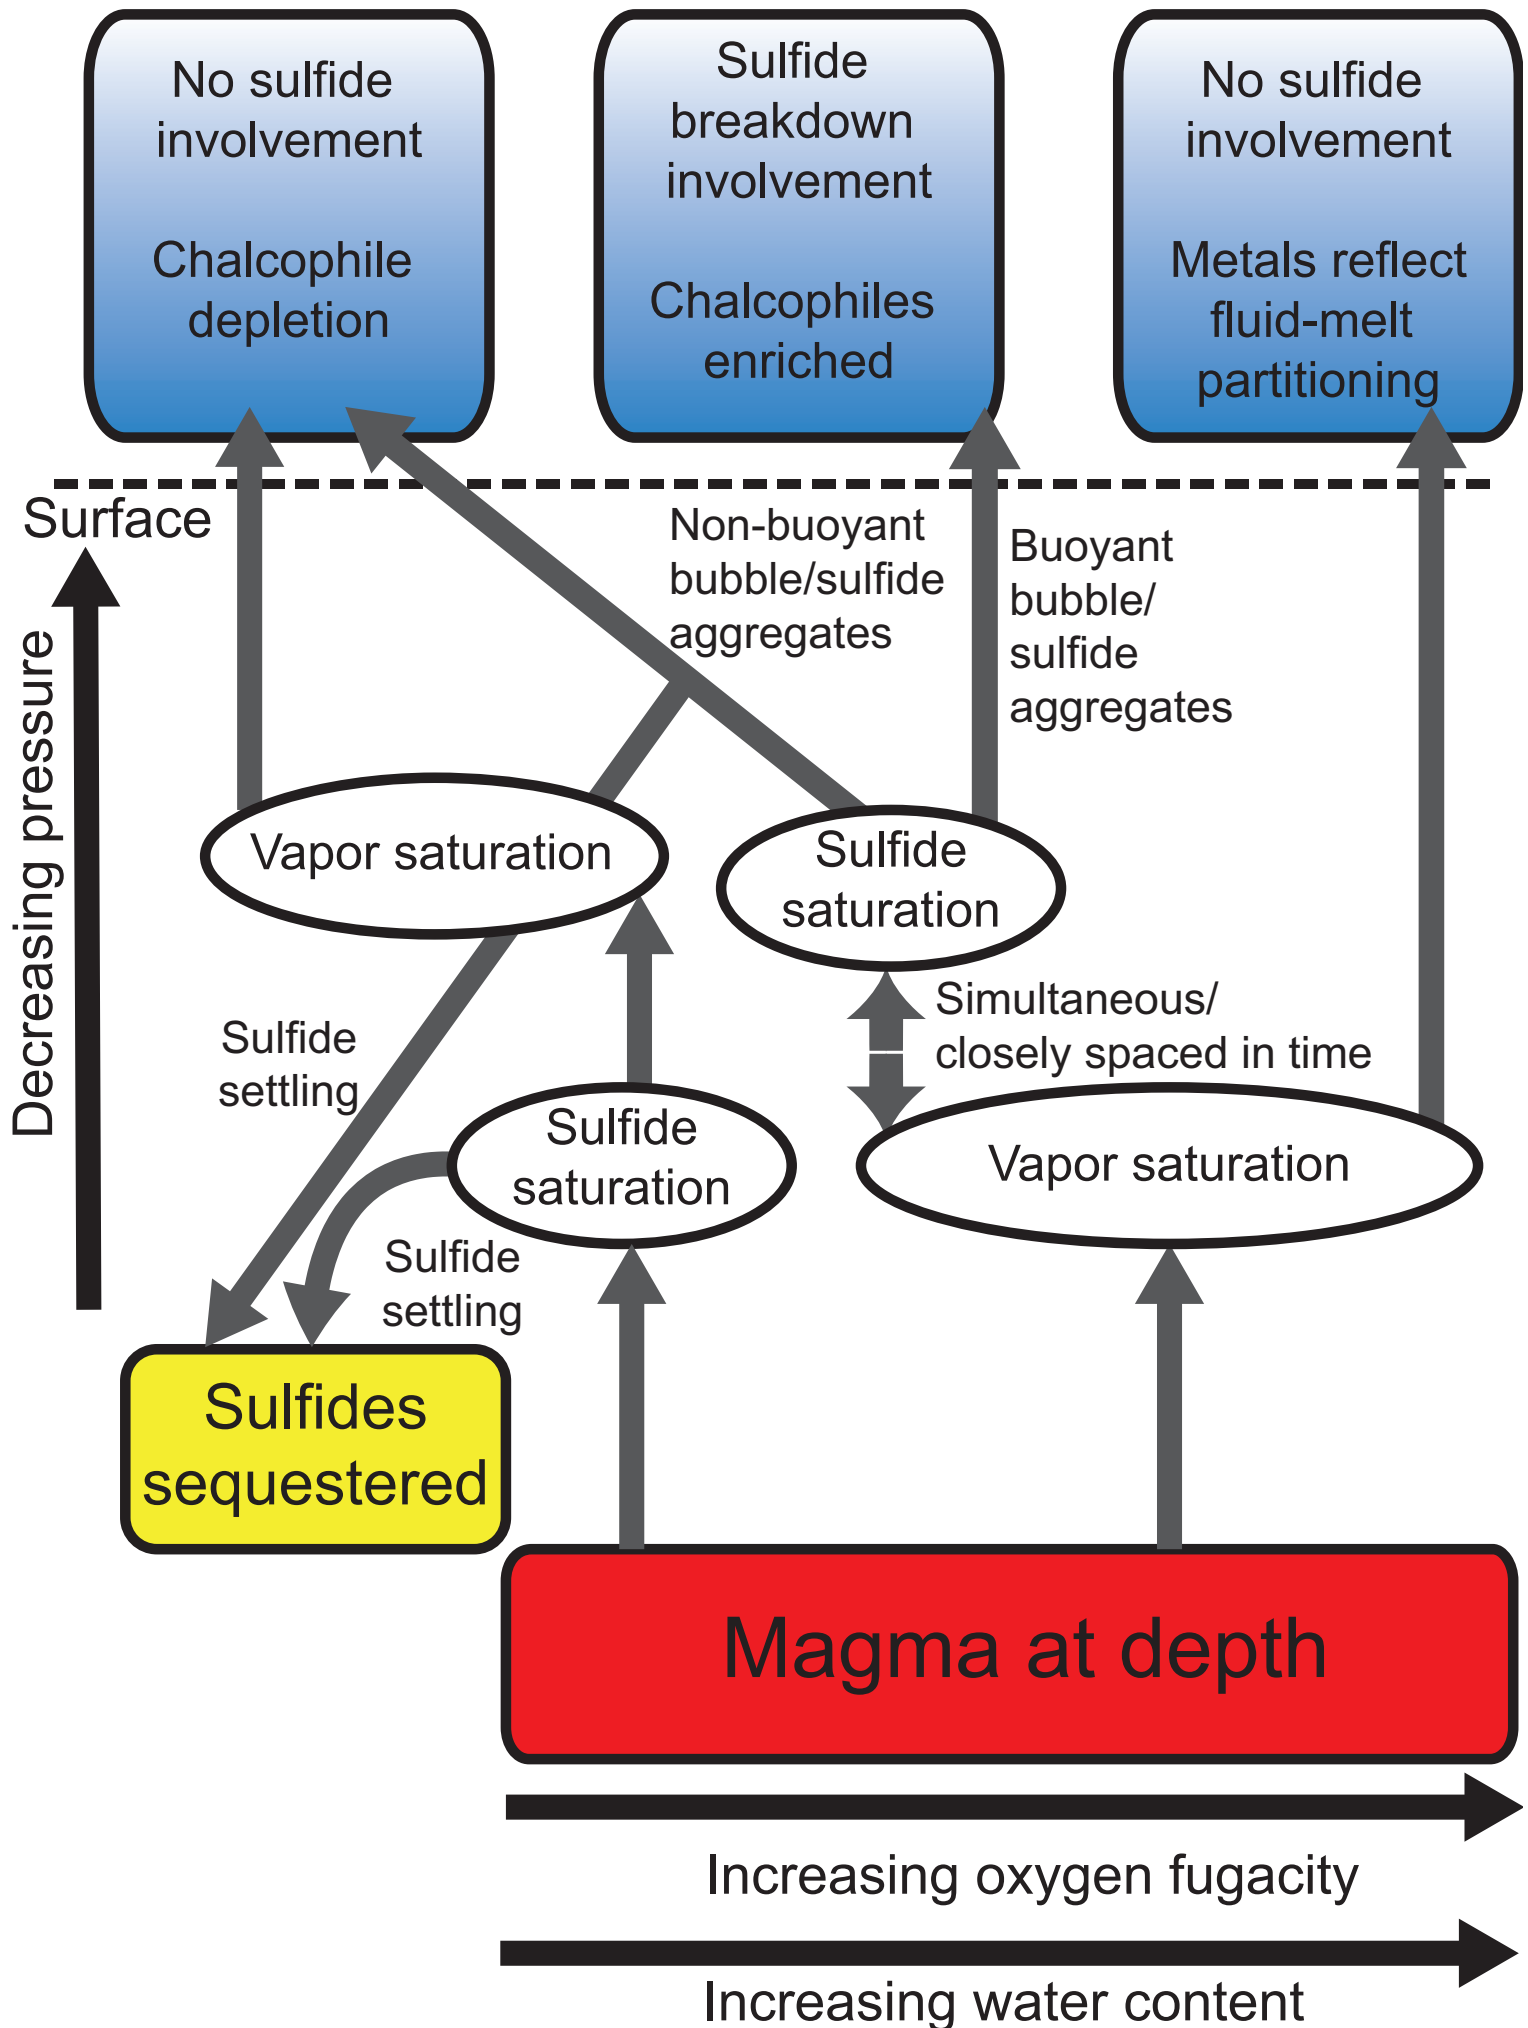 No sulfide
involvement
Chalcophile
depletion
Sulfide
breakdown
involvement
Chalcophiles
enriched
No sulfide
involvement
Metals reflect
fluid-melt
partitioning
Surface
Decreasing pressure
Non-buoyant
bubble/sulfide
aggregates
Buoyant
bubble/
sulfide
aggregates
Vapor saturation
Sulfide
saturation
Simultaneous/
closely spaced in time
Sulfide
settling
Sulfide
saturation
Vapor saturation
Sulfide
settling
Sulfides
sequestered
Magma at depth
Increasing oxygen fugacity
Increasing water content